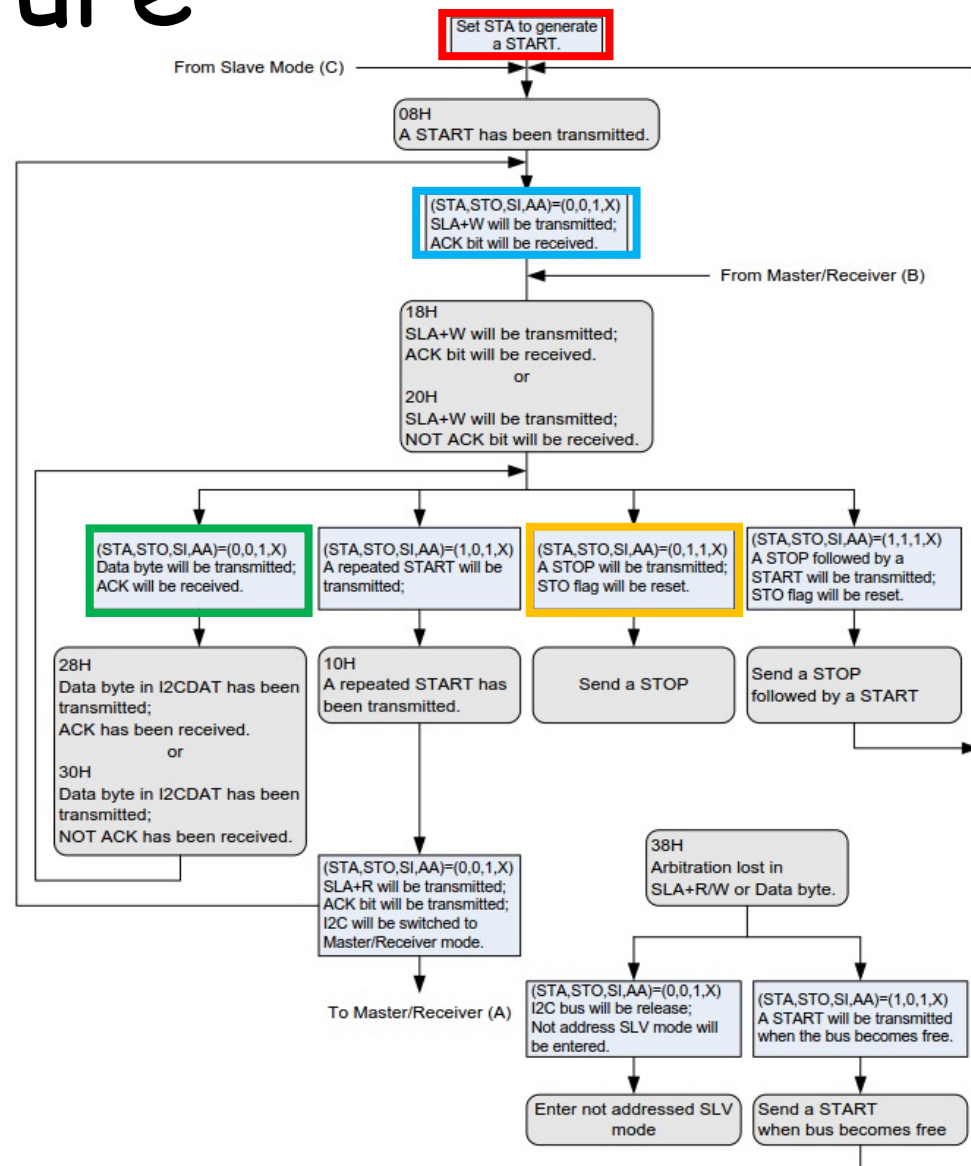 Set STA to generate
a START.
From Slave Mode (C)
08H
A START has been transmitted.
(STA,STO,SI,AA)=(0,0,1,X)
SLA+W will be transmitted;
ACK bit will be received.
From Master/Receiver (B)
18H
SLA+W will be transmitted;
ACK bit will be received.
or
20H
SLA+W will be transmitted;
NOT ACK bit will be received.
(STA,STO,SI,AA)=(0,0,1,X)
Data byte will be transmitted;
ACK will be received.
(STA,STO,SI,AA)=(1,0,1,X)
A repeated START will be
transmitted;
(STA,STO,SI,AA)=(0,1,1,X)
A STOP will be transmitted;
STO flag will be reset.
(STA,STO,SI,AA)=(1,1,1,X)
A STOP followed by a
START will be transmitted;
STO flag will be reset.
28H
Data byte in I2CDAT has been
transmitted;
ACK has been received.
or
30H
Data byte in I2CDAT has been
transmitted;
NOT ACK has been received.
10H
A repeated START has
been transmitted.
Send a STOP
Send a STOP
followed by a START
(STA,STO,SI,AA)=(0,0,1,X)
SLA+R will be transmitted;
ACK bit will be transmitted;
I2C will be switched to
Master/Receiver mode.
To Master/Receiver (A)
38H
Arbitration lost in
SLA+R/W or Data byte.
(STA,STO,SI,AA)=(0,0,1,X)
I2C bus will be release;
Not address SLV mode will
be entered.
(STA,STO,SI,AA)=(1,0,1,X)
A START will be transmitted
when the bus becomes free.
Enter not addressed SLV
mode
Send a START
when bus becomes free